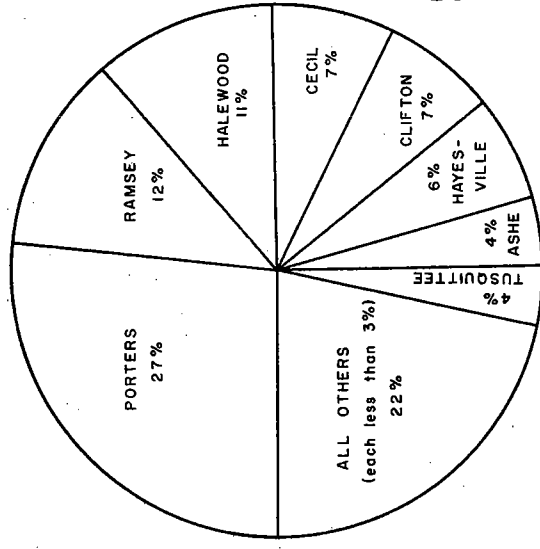 PORTERS
27%
RAMSEY
12%
HALEWOOD
11%
CECIL
7%
CLIFTON
7%
6%
HAYES-
VILLE
4%
ASHE
TUSQUITTEE
4%
ALL OTHERS
(each less than 3%)
22%